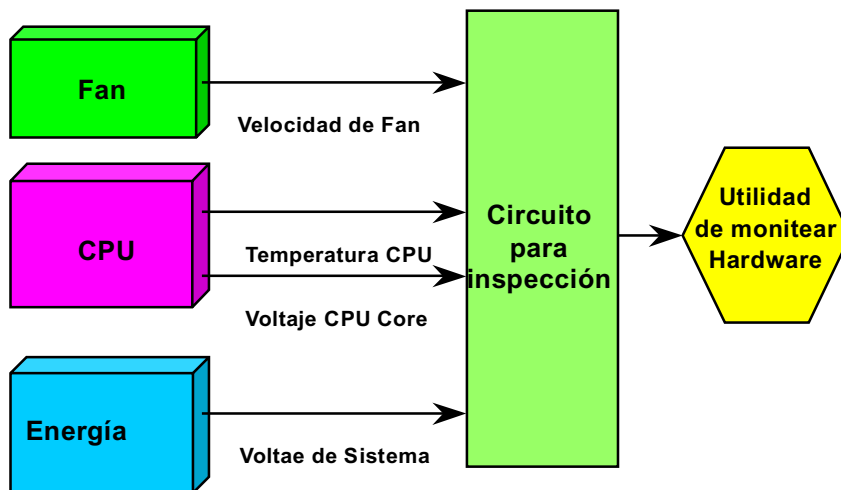 Fan
Velocidad de Fan
CPU
Temperatura CPU
Voltaje CPU Core
Energía
Voltae de Sistema
Circuito
para
inspección
Utilidad
de monitear
Hardware